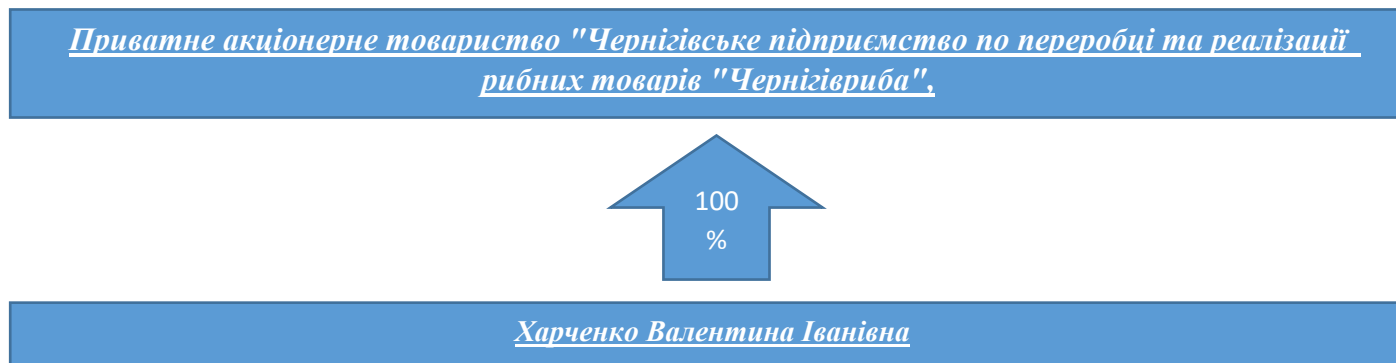 Приватне акціонерне товариство "Чернігівське підприємство по переробці та реалізації
рибних товарів "Чернігівриба",
100
%
Харченко Валентина Іванівна